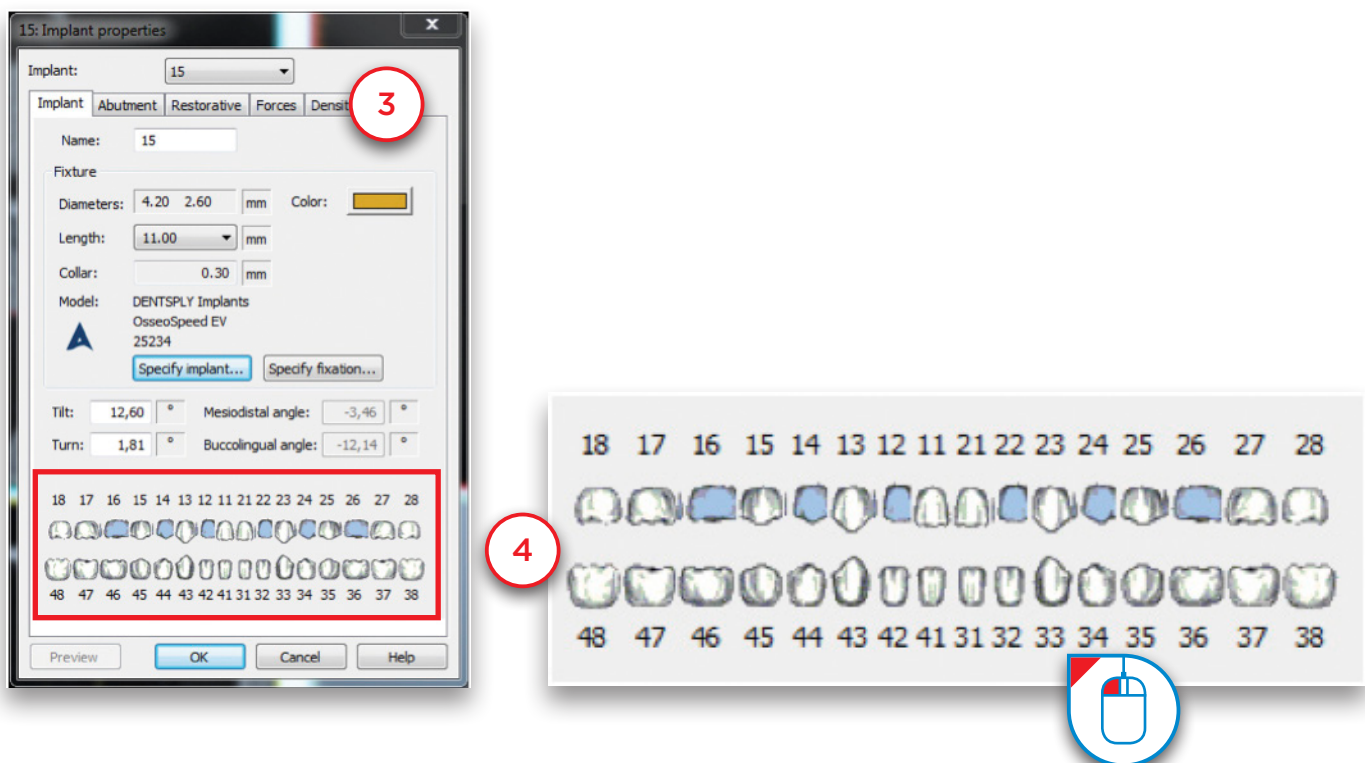 15: Implant properties x
Implant: 15
Implant Abutment Restorative Forces Densit
3
Name: 15
Fixture
Diameters: 4.20 2.60 mm Color:
Length: 11.00 mm
Collar: 0.30 mm
Model: DENTSPLY Implants
OsseoSpeed EV
25234
Specify implant... Specify fixation...
Tilt: 12,60 ° Mesiodistal angle: -3,46 °
Turn: 1,81 ° Buccolingual angle: -12,14 °
18 17 16 15 14 13 12 11 21 22 23 24 25 26 27 28
48 47 46 45 44 43 42 41 31 32 33 34 35 36 37 38
Preview OK Cancel Help
4
18 17 16 15 14 13 12 11 21 22 23 24 25 26 27 28
48 47 46 45 44 43 42 41 31 32 33 34 35 36 37 38